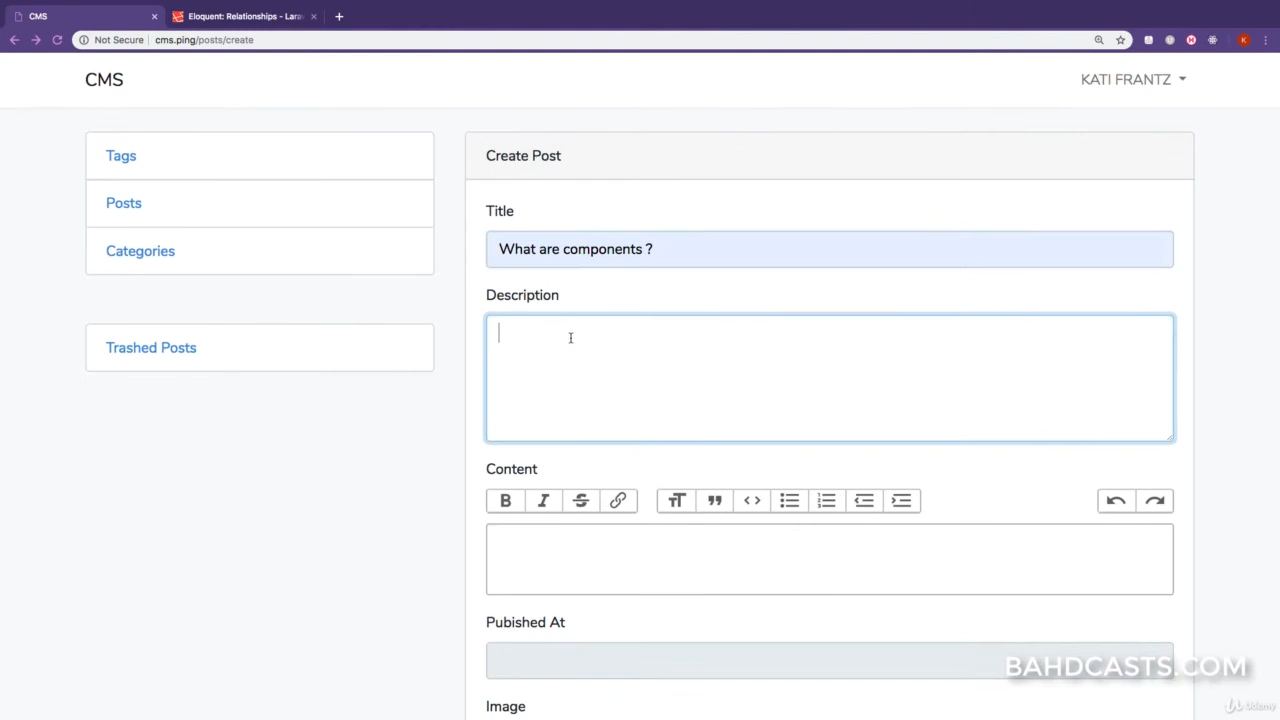 CMS
Eloquent: Relationships - Lara
Not Secure
cms.ping/posts/create
K
CMS
KATI FRANTZ
Tags
Posts
Categories
Trashed Posts
Create Post
Title
What are components ?
Description
Content
B I S
Pubished At
Image
BAHDCASTS.COM
Udemy